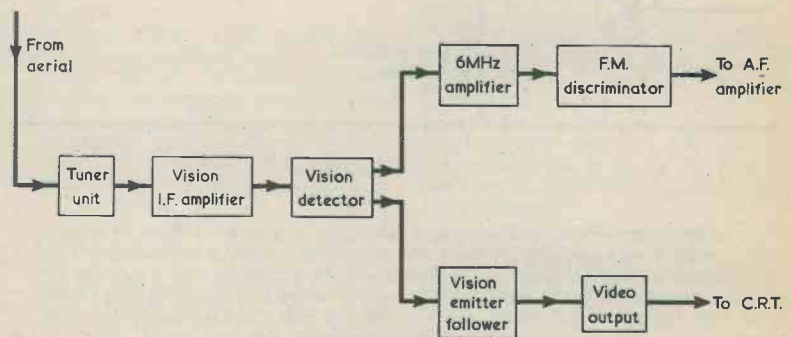 From
aerial
Tuner
unit
Vision
I.F. amplifier
Vision
detector
6MHz
amplifier
F.M.
discriminator
To A.F.
amplifier
Vision
emitter
follower
Video
output
To C.R.T.